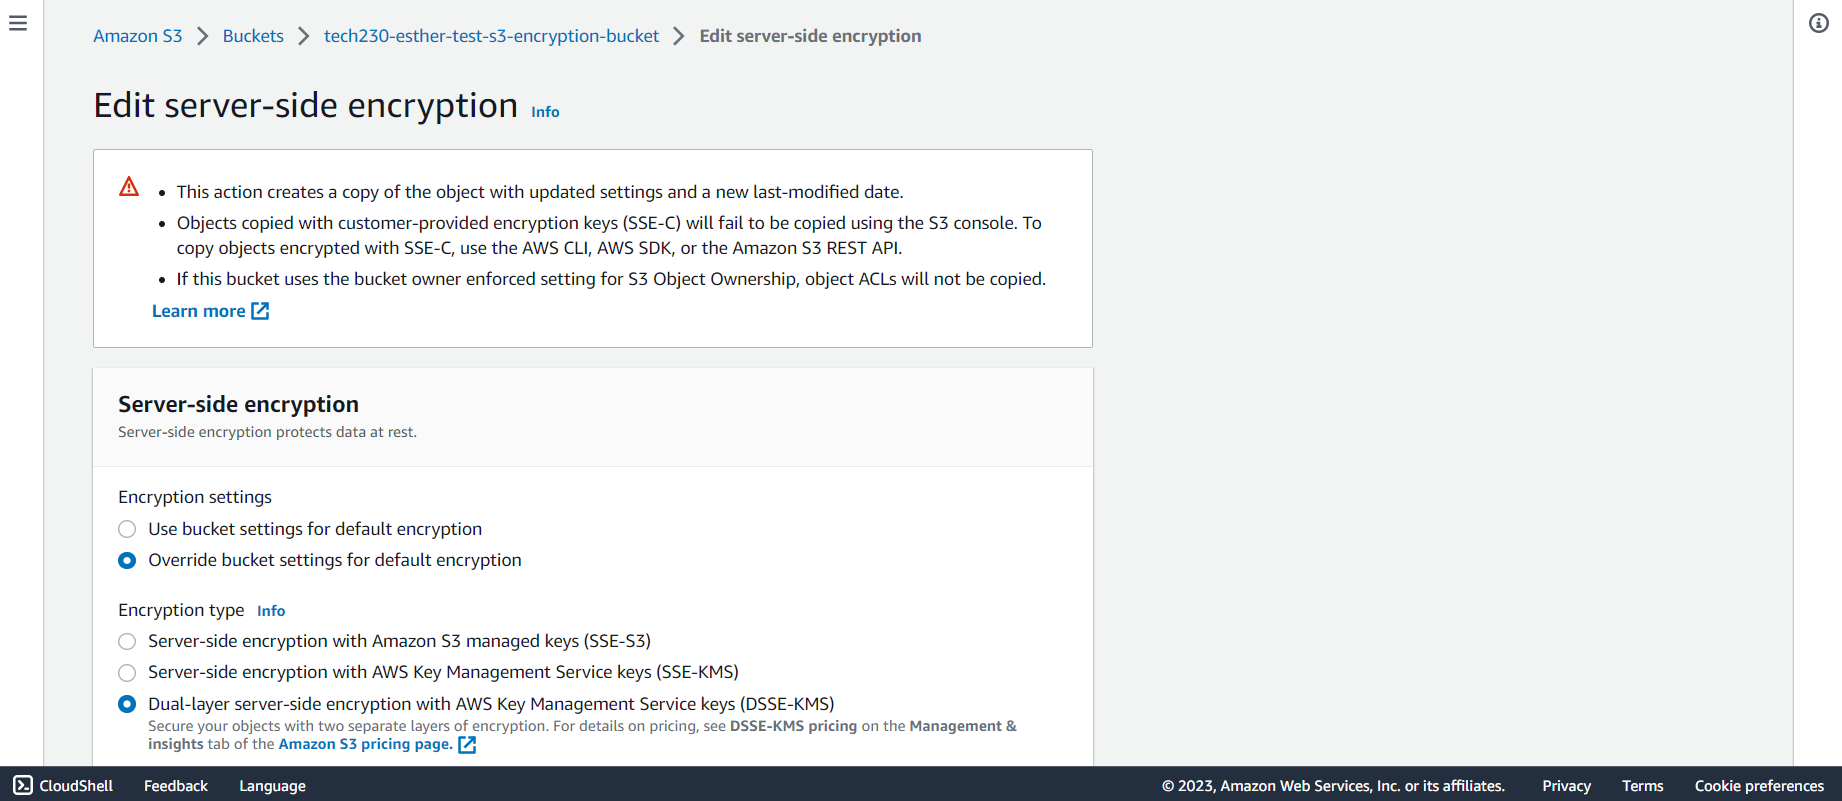 Amazon S3 > Buckets > tech230-esther-test-s3-encryption-bucket > Edit server-side encryption
Edit server-side encryption Info
• This action creates a copy of the object with updated settings and a new last-modified date.
• Objects copied with customer-provided encryption keys (SSE-C) will fail to be copied using the S3 console. To
copy objects encrypted with SSE-C, use the AWS CLI, AWS SDK, or the Amazon S3 REST API.
• If this bucket uses the bucket owner enforced setting for S3 Object Ownership, object ACLs will not be copied.
Learn more
Server-side encryption
Server-side encryption protects data at rest.
Encryption settings
Use bucket settings for default encryption
Override bucket settings for default encryption
Encryption type Info
Server-side encryption with Amazon S3 managed keys (SSE-S3)
Server-side encryption with AWS Key Management Service keys (SSE-KMS)
Dual-layer server-side encryption with AWS Key Management Service keys (DSSE-KMS)
Secure your objects with two separate layers of encryption. For details on pricing, see DSSE-KMS pricing on the Management &
insights tab of the Amazon S3 pricing page.
CloudShell Feedback Language © 2023, Amazon Web Services, Inc. or its affiliates. Privacy Terms Cookie preferences